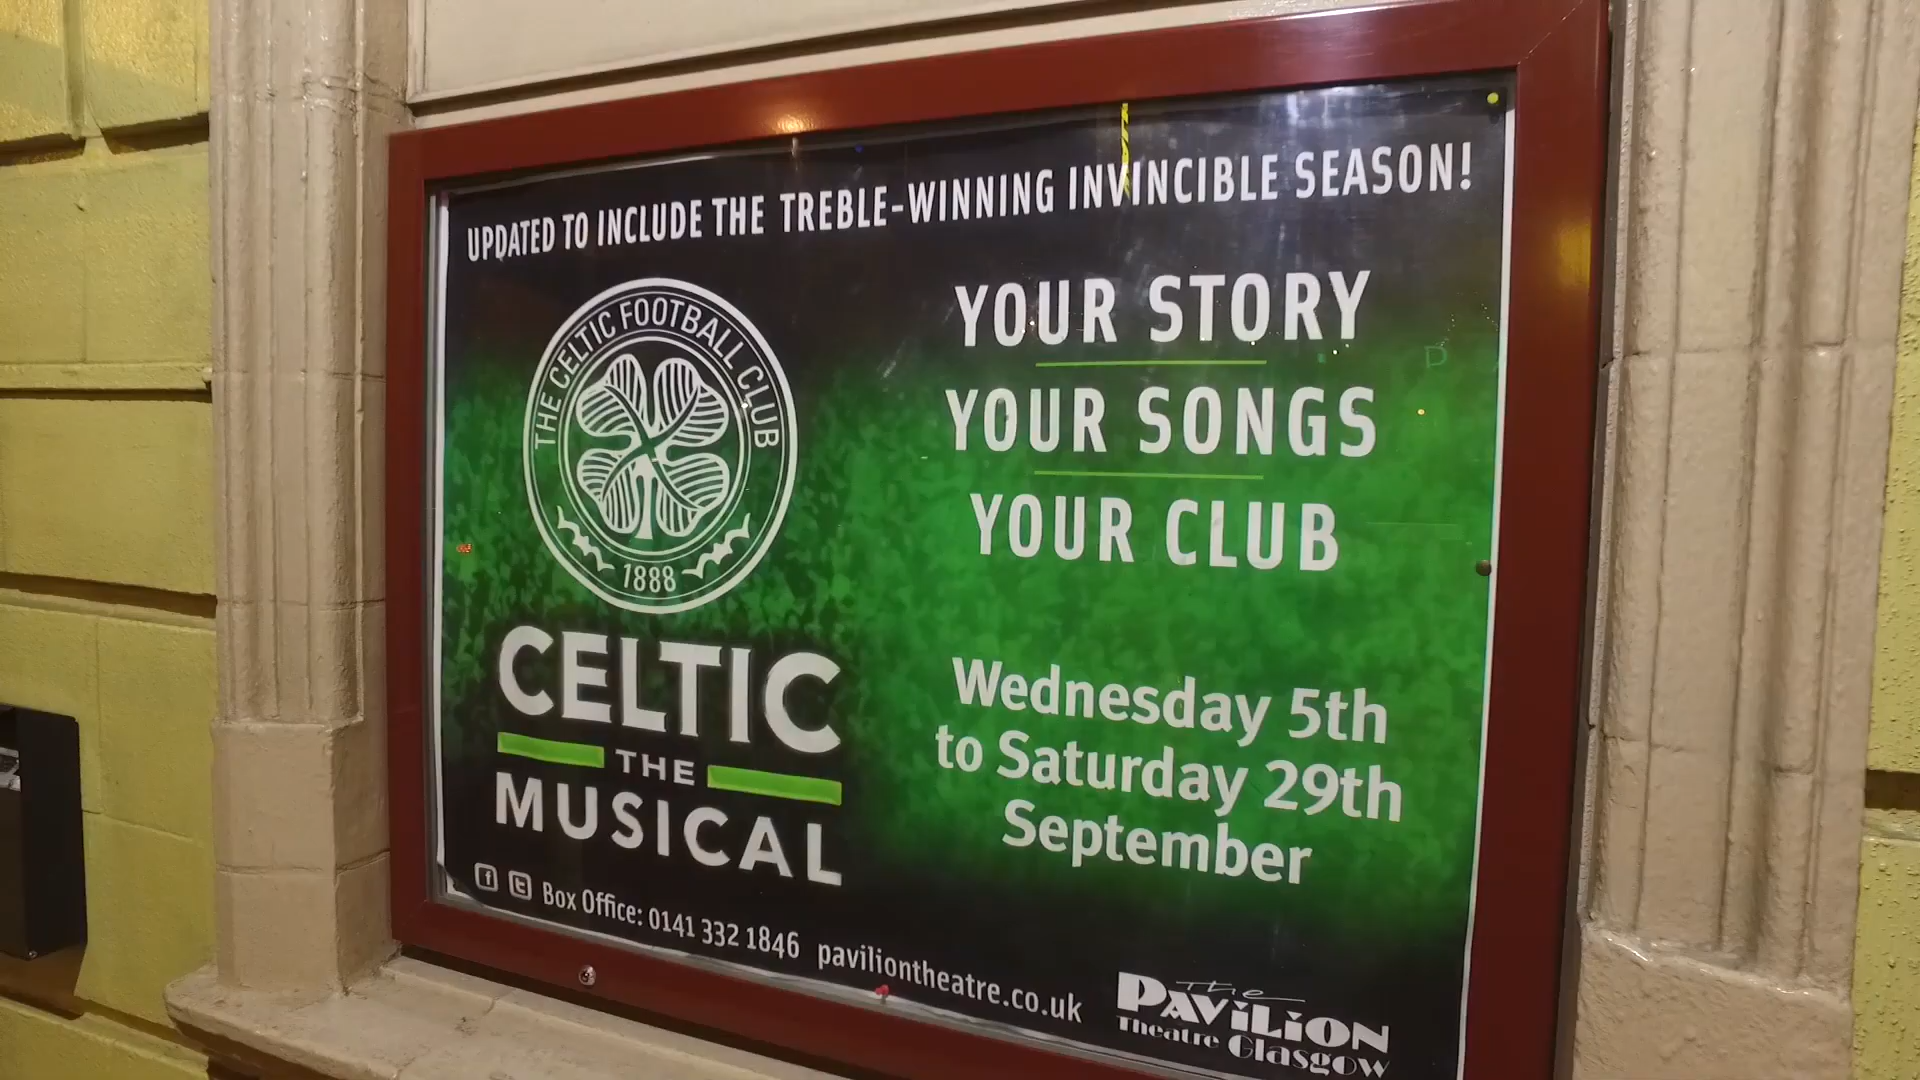 UPDATED TO INCLUDE THE TREBLE-WINNING INVINCIBLE SEASON!
THE CELTIC FOOTBALL CLUB
1888
CELTIC
THE
MUSICAL
YOUR STORY
YOUR SONGS
YOUR CLUB
Wednesday 5th
to Saturday 29th
September
Box Office: 0141 332 1846 paviliontheatre.co.uk
The
PAViLiON
Theatre Glasgow